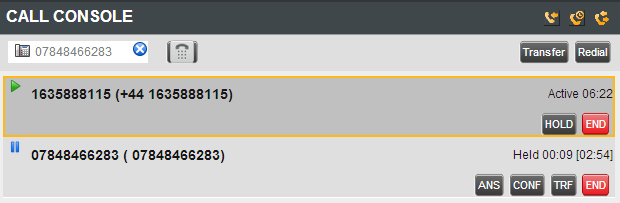 CALL CONSOLE
07848466283
Transfer Redial
1635888115 (+44 1635888115) Active 06:22
HOLD END
07848466283 ( 07848466283) Held 00:09 [02:54]
ANS CONF TRF END